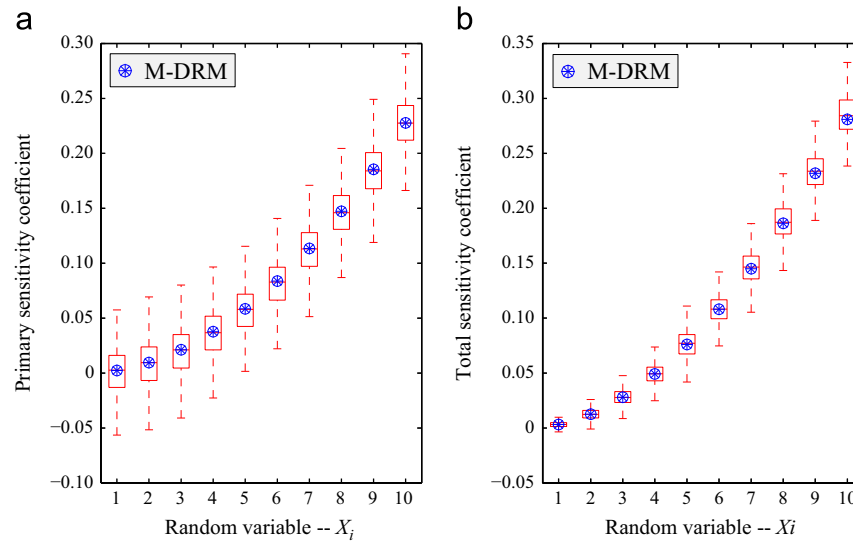 a
0.30
0.25
0.20
0.15
0.10
0.05
0
−0.05
−0.10
Primary sensitivity coefficient
M-DRM
1 2 3 4 5 6 7 8 9 10
Random variable -- Xi
b
0.35
0.30
0.25
0.20
0.15
0.10
0.05
0
−0.05
Total sensitivity coefficient
M-DRM
1 2 3 4 5 6 7 8 9 10
Random variable -- Xi